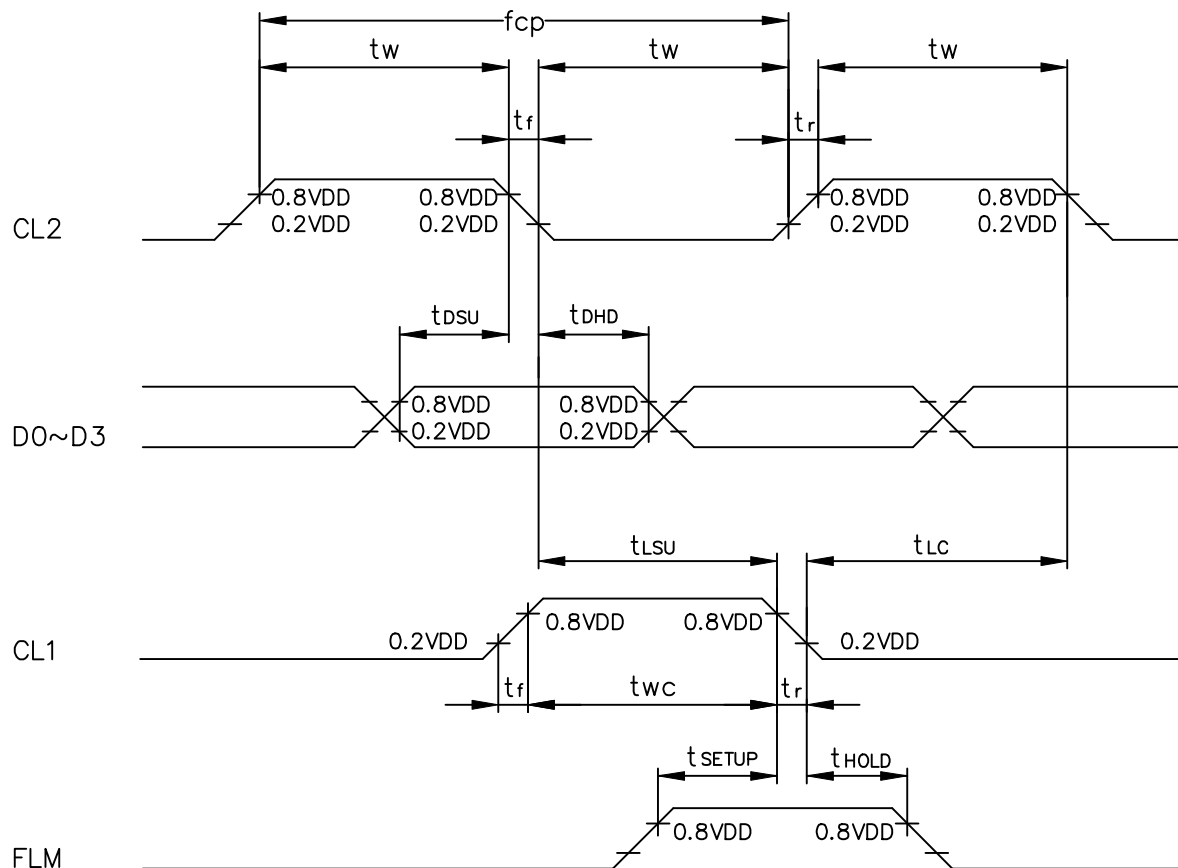 fcp
tw tw tw
tf tr
0.8VDD 0.8VDD 0.8VDD 0.8VDD
CL2 0.2VDD 0.2VDD 0.2VDD 0.2VDD
tDSU tDHD
0.8VDD 0.8VDD
D0~D3 0.2VDD 0.2VDD
tLSU tLC
0.8VDD 0.8VDD
CL1 0.2VDD 0.2VDD
tf twc tr
tSETUP tHOLD
0.8VDD 0.8VDD
FLM